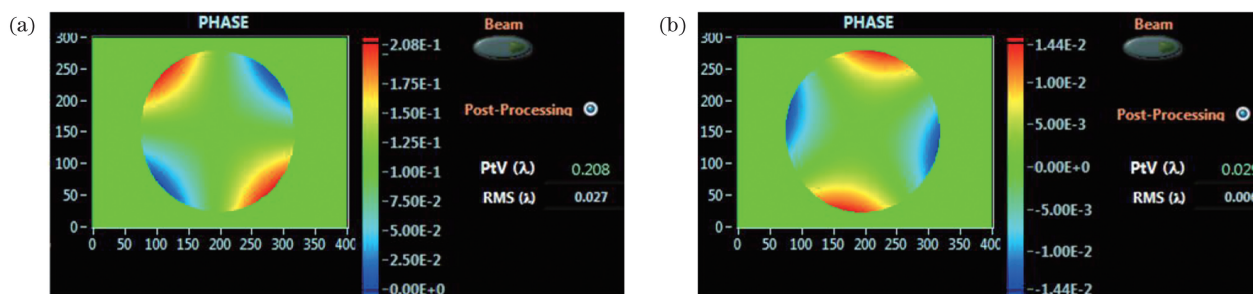 (a)
PHASE
300
250
200
150
100
50
0
0 50 100 150 200 250 300 350 400
2.08E-1
1.75E-1
1.50E-1
1.25E-1
1.00E-1
7.50E-2
5.00E-2
2.50E-2
0.00E+0
Beam
Post-Processing
PtV (λ) 0.208
RMS (λ) 0.027
(b)
PHASE
300
250
200
150
100
50
0
0 50 100 150 200 250 300 350 400
1.44E-2
1.00E-2
5.00E-3
-0.00E+0
-5.00E-3
-1.00E-2
-1.44E-2
Beam
Post-Processing
PtV (λ)
RMS (λ)